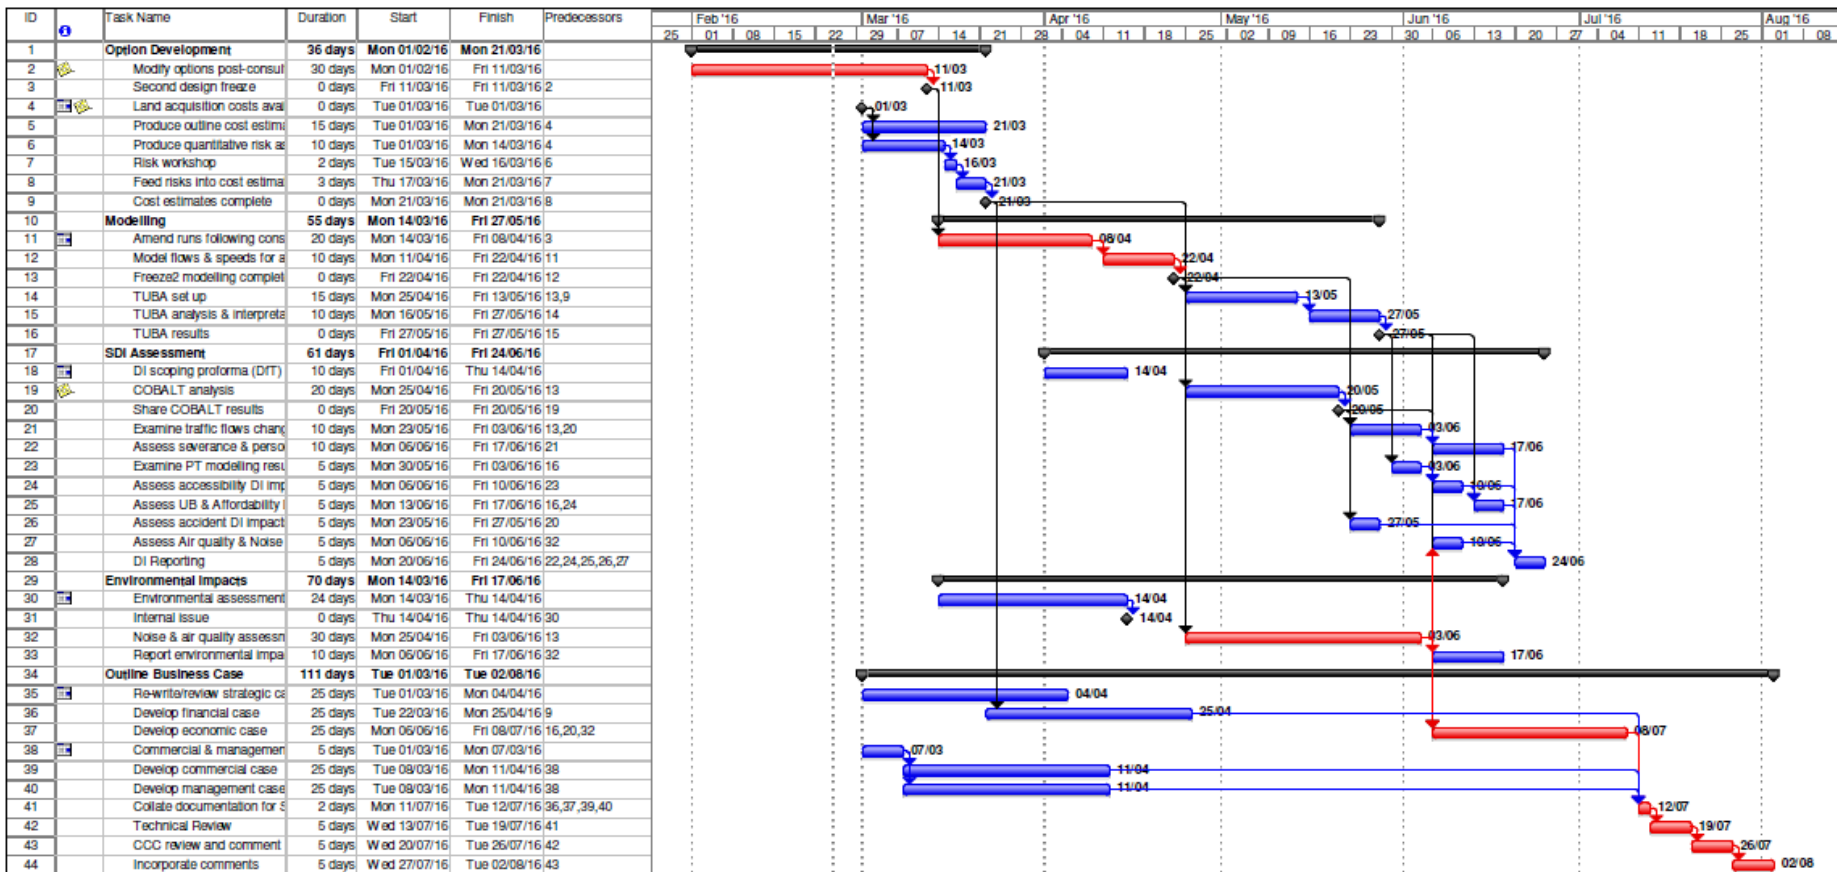 ID Task Name Duration Start Finish Predecessors Feb '16 Mar '16 Apr '16 May '16 Jun '16 Jul '16 Aug '16
25 01 08 15 22 29 07 14 21 28 04 11 18 25 02 09 16 23 30 06 13 20 27 04 11 18 25 01 08
1 Option Development 36 days Mon 01/02/16 Mon 21/03/16
2 Modify options post-consul 30 days Mon 01/02/16 Fri 11/03/16 11/03
3 Second design freeze 0 days Fri 11/03/16 Fri 11/03/16 2 11/03
4 Land acquisition costs avai 0 days Tue 01/03/16 Tue 01/03/16 01/03
5 Produce outline cost estima 15 days Tue 01/03/16 Mon 21/03/16 4 21/03
6 Produce quantitative risk as 10 days Tue 01/03/16 Mon 14/03/16 4 14/03
7 Risk workshop 2 days Tue 15/03/16 Wed 16/03/16 6 16/03
8 Feed risks into cost estima 3 days Thu 17/03/16 Mon 21/03/16 7 21/03
9 Cost estimates complete 0 days Mon 21/03/16 Mon 21/03/16 8 21/03
10 Modelling 55 days Mon 14/03/16 Fri 27/05/16
11 Amend runs following cons 20 days Mon 14/03/16 Fri 08/04/16 3 08/04
12 Model flows & speeds for a 10 days Mon 11/04/16 Fri 22/04/16 11 22/04
13 Freeze2 modelling complet 0 days Fri 22/04/16 Fri 22/04/16 12 22/04
14 TUBA set up 15 days Mon 25/04/16 Fri 13/05/16 13,9 13/05
15 TUBA analysis & interpreta 10 days Mon 16/05/16 Fri 27/05/16 14 27/05
16 TUBA results 0 days Fri 27/05/16 Fri 27/05/16 15 27/05
17 SDI Assessment 61 days Fri 01/04/16 Fri 24/06/16
18 DI scoping proforma (DfT) 10 days Fri 01/04/16 Thu 14/04/16 14/04
19 COBALT analysis 20 days Mon 25/04/16 Fri 20/05/16 13 20/05
20 Share COBALT results 0 days Fri 20/05/16 Fri 20/05/16 19 20/05
21 Examine traffic flows chang 10 days Mon 23/05/16 Fri 03/06/16 13,20 03/06
22 Assess severance & perso 10 days Mon 06/06/16 Fri 17/06/16 21 17/06
23 Examine PT modelling resu 5 days Mon 30/05/16 Fri 03/06/16 16 03/06
24 Assess accessibility DI imp 5 days Mon 06/06/16 Fri 10/06/16 23 10/06
25 Assess UB & Affordability 5 days Mon 13/06/16 Fri 17/06/16 16,24 17/06
26 Assess accident DI impact 5 days Mon 23/05/16 Fri 27/05/16 20 27/05
27 Assess Air quality & Noise 5 days Mon 06/06/16 Fri 10/06/16 32 10/06
28 DI Reporting 5 days Mon 20/06/16 Fri 24/06/16 22,24,25,26,27 24/06
29 Environmental Impacts 70 days Mon 14/03/16 Fri 17/06/16
30 Environmental assessment 24 days Mon 14/03/16 Thu 14/04/16 14/04
31 Internal issue 0 days Thu 14/04/16 Thu 14/04/16 30 14/04
32 Noise & air quality assessn 30 days Mon 25/04/16 Fri 03/06/16 13 03/06
33 Report environmental impa 10 days Mon 06/06/16 Fri 17/06/16 32 17/06
34 Outline Business Case 111 days Tue 01/03/16 Tue 02/08/16
35 Re-write/review strategic ca 25 days Tue 01/03/16 Mon 04/04/16 04/04
36 Develop financial case 25 days Tue 22/03/16 Mon 25/04/16 9 25/04
37 Develop economic case 25 days Mon 06/06/16 Fri 08/07/16 16,20,32 08/07
38 Commercial & managemen 5 days Tue 01/03/16 Mon 07/03/16 07/03
39 Develop commercial case 25 days Tue 08/03/16 Mon 11/04/16 38 11/04
40 Develop management case 25 days Tue 08/03/16 Mon 11/04/16 38 11/04
41 Collate documentation for S 2 days Mon 11/07/16 Tue 12/07/16 36,37,39,40 12/07
42 Technical Review 5 days Wed 13/07/16 Tue 19/07/16 41 19/07
43 CCC review and comment 5 days Wed 20/07/16 Tue 26/07/16 42 26/07
44 Incorporate comments 5 days Wed 27/07/16 Tue 02/08/16 43 02/08